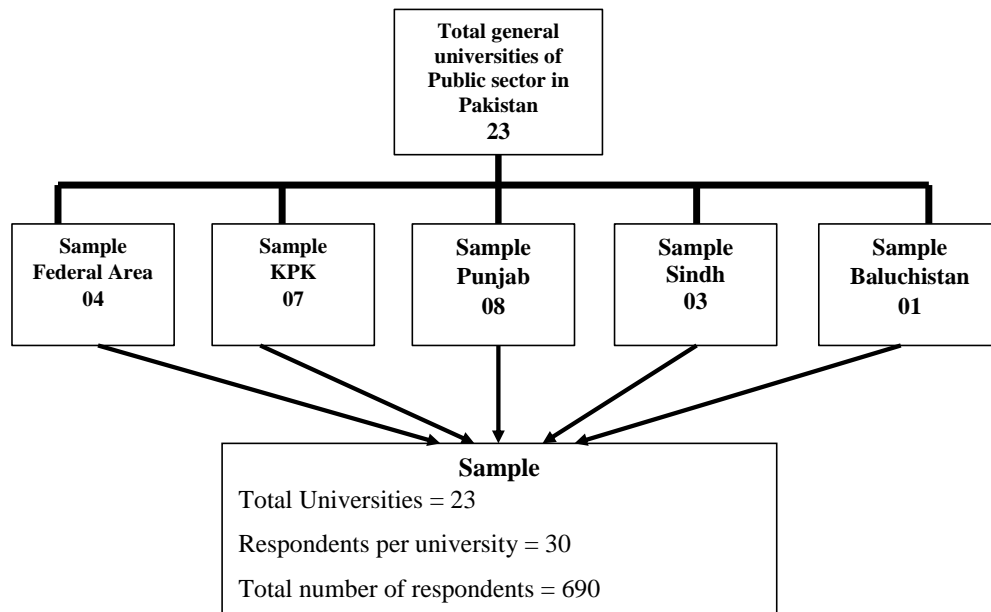 Total general
universities of
Public sector in
Pakistan
23
Sample
Federal Area
04
Sample
KPK
07
Sample
Punjab
08
Sample
Sindh
03
Sample
Baluchistan
01
Sample
Total Universities = 23
Respondents per university = 30
Total number of respondents = 690